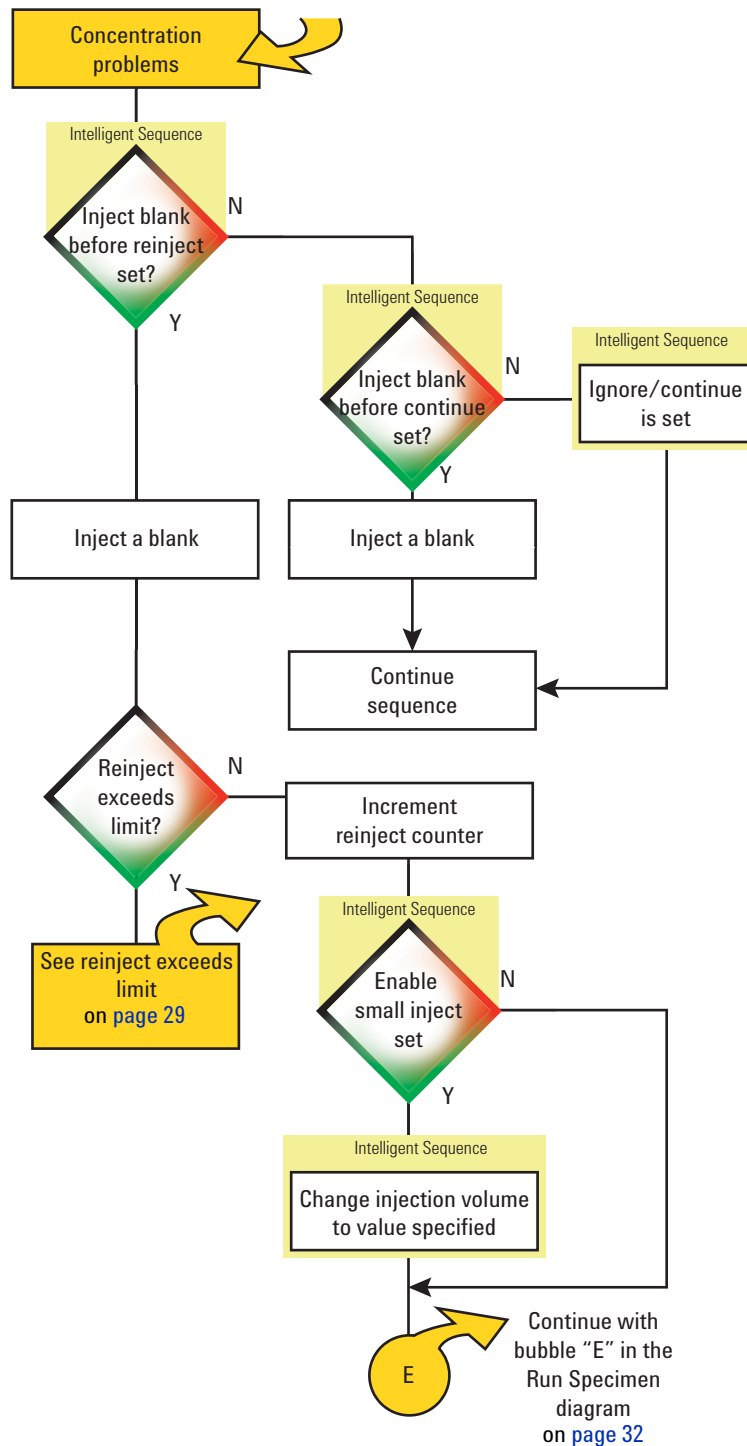 Concentration
problems
Intelligent Sequence
Inject blank
before reinject
set?
N
Y
Intelligent Sequence
Inject blank
before continue
set?
N
Y
Intelligent Sequence
Ignore/continue
is set
Inject a blank
Inject a blank
Continue
sequence
Reinject
exceeds
limit?
N
Y
Increment
reinject counter
See reinject exceeds
limit
on page 29
Intelligent Sequence
Enable
small inject
set
N
Y
Intelligent Sequence
Change injection volume
to value specified
E
Continue with
bubble “E” in the
Run Specimen
diagram
on page 32